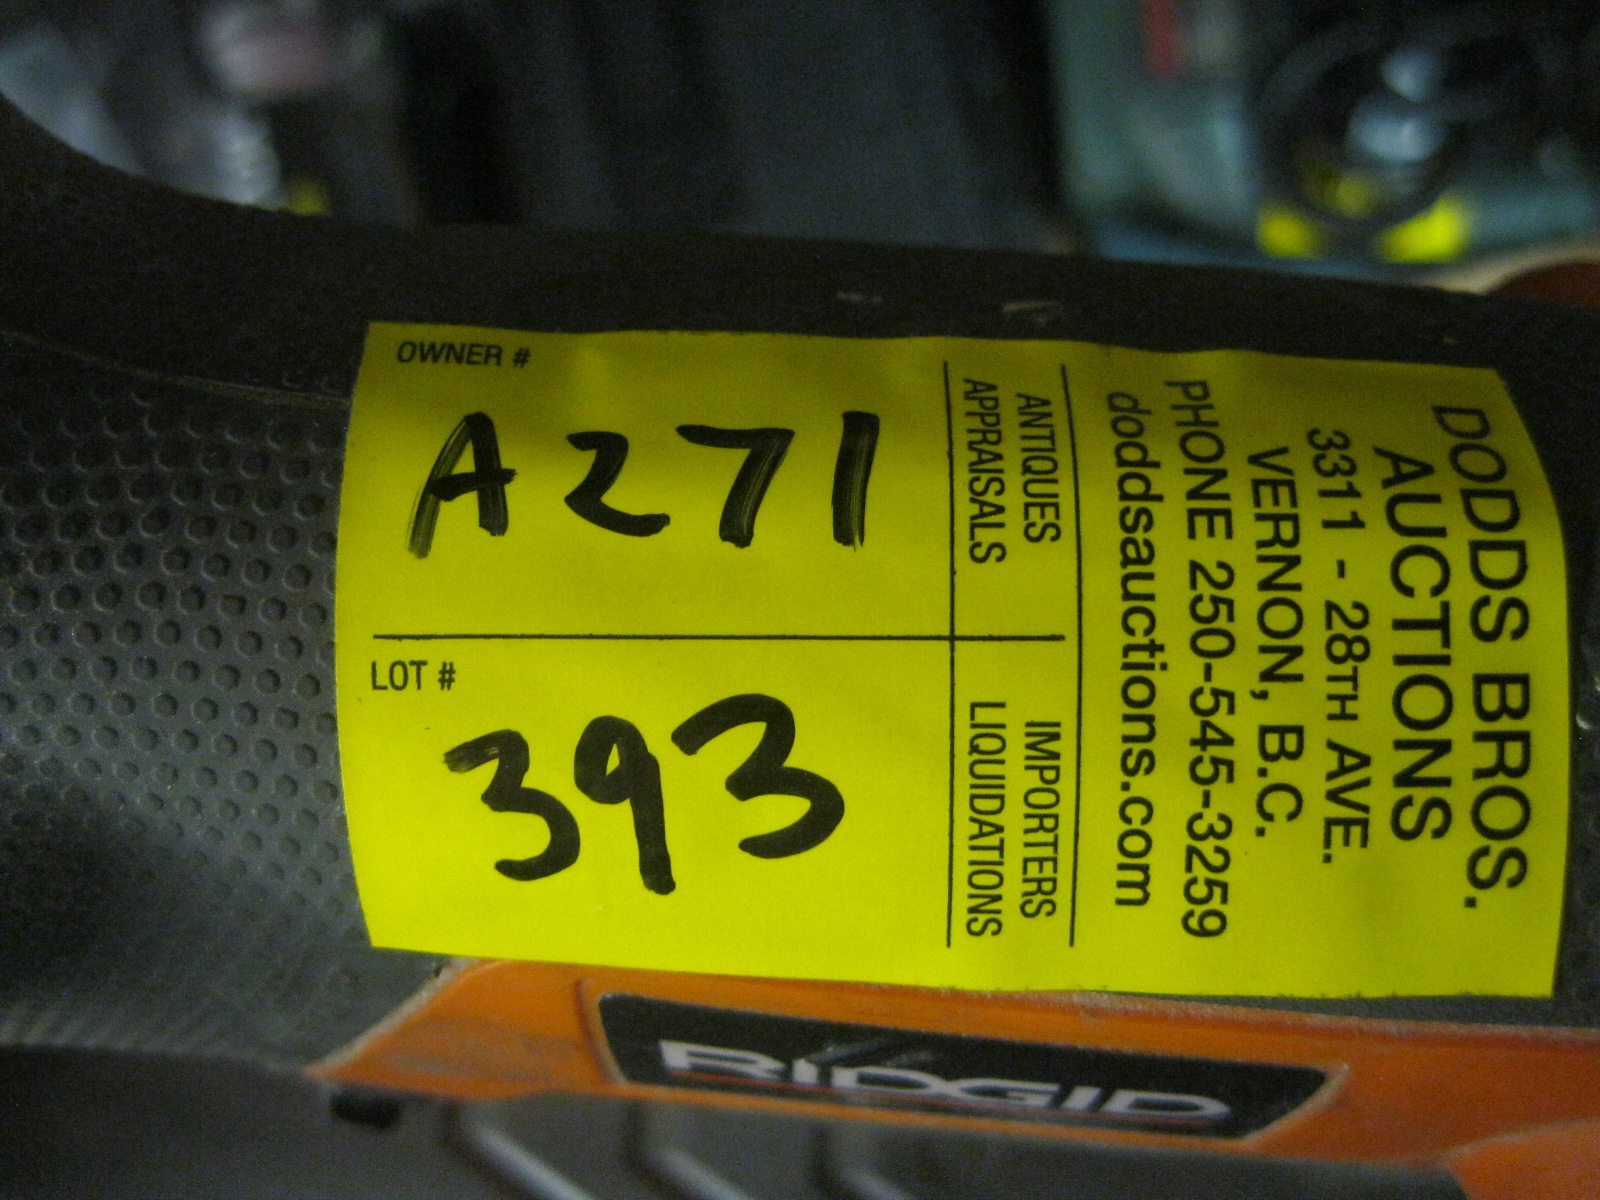 OWNER #
A271
LOT #
393
ANTIQUES
APPRAISALS
IMPORTERS
LIQUIDATIONS
DODDS BROS.
AUCTIONS
3311 - 28TH AVE.
VERNON, B.C.
PHONE 250-545-3259
doddsauctions.com
RIDGID